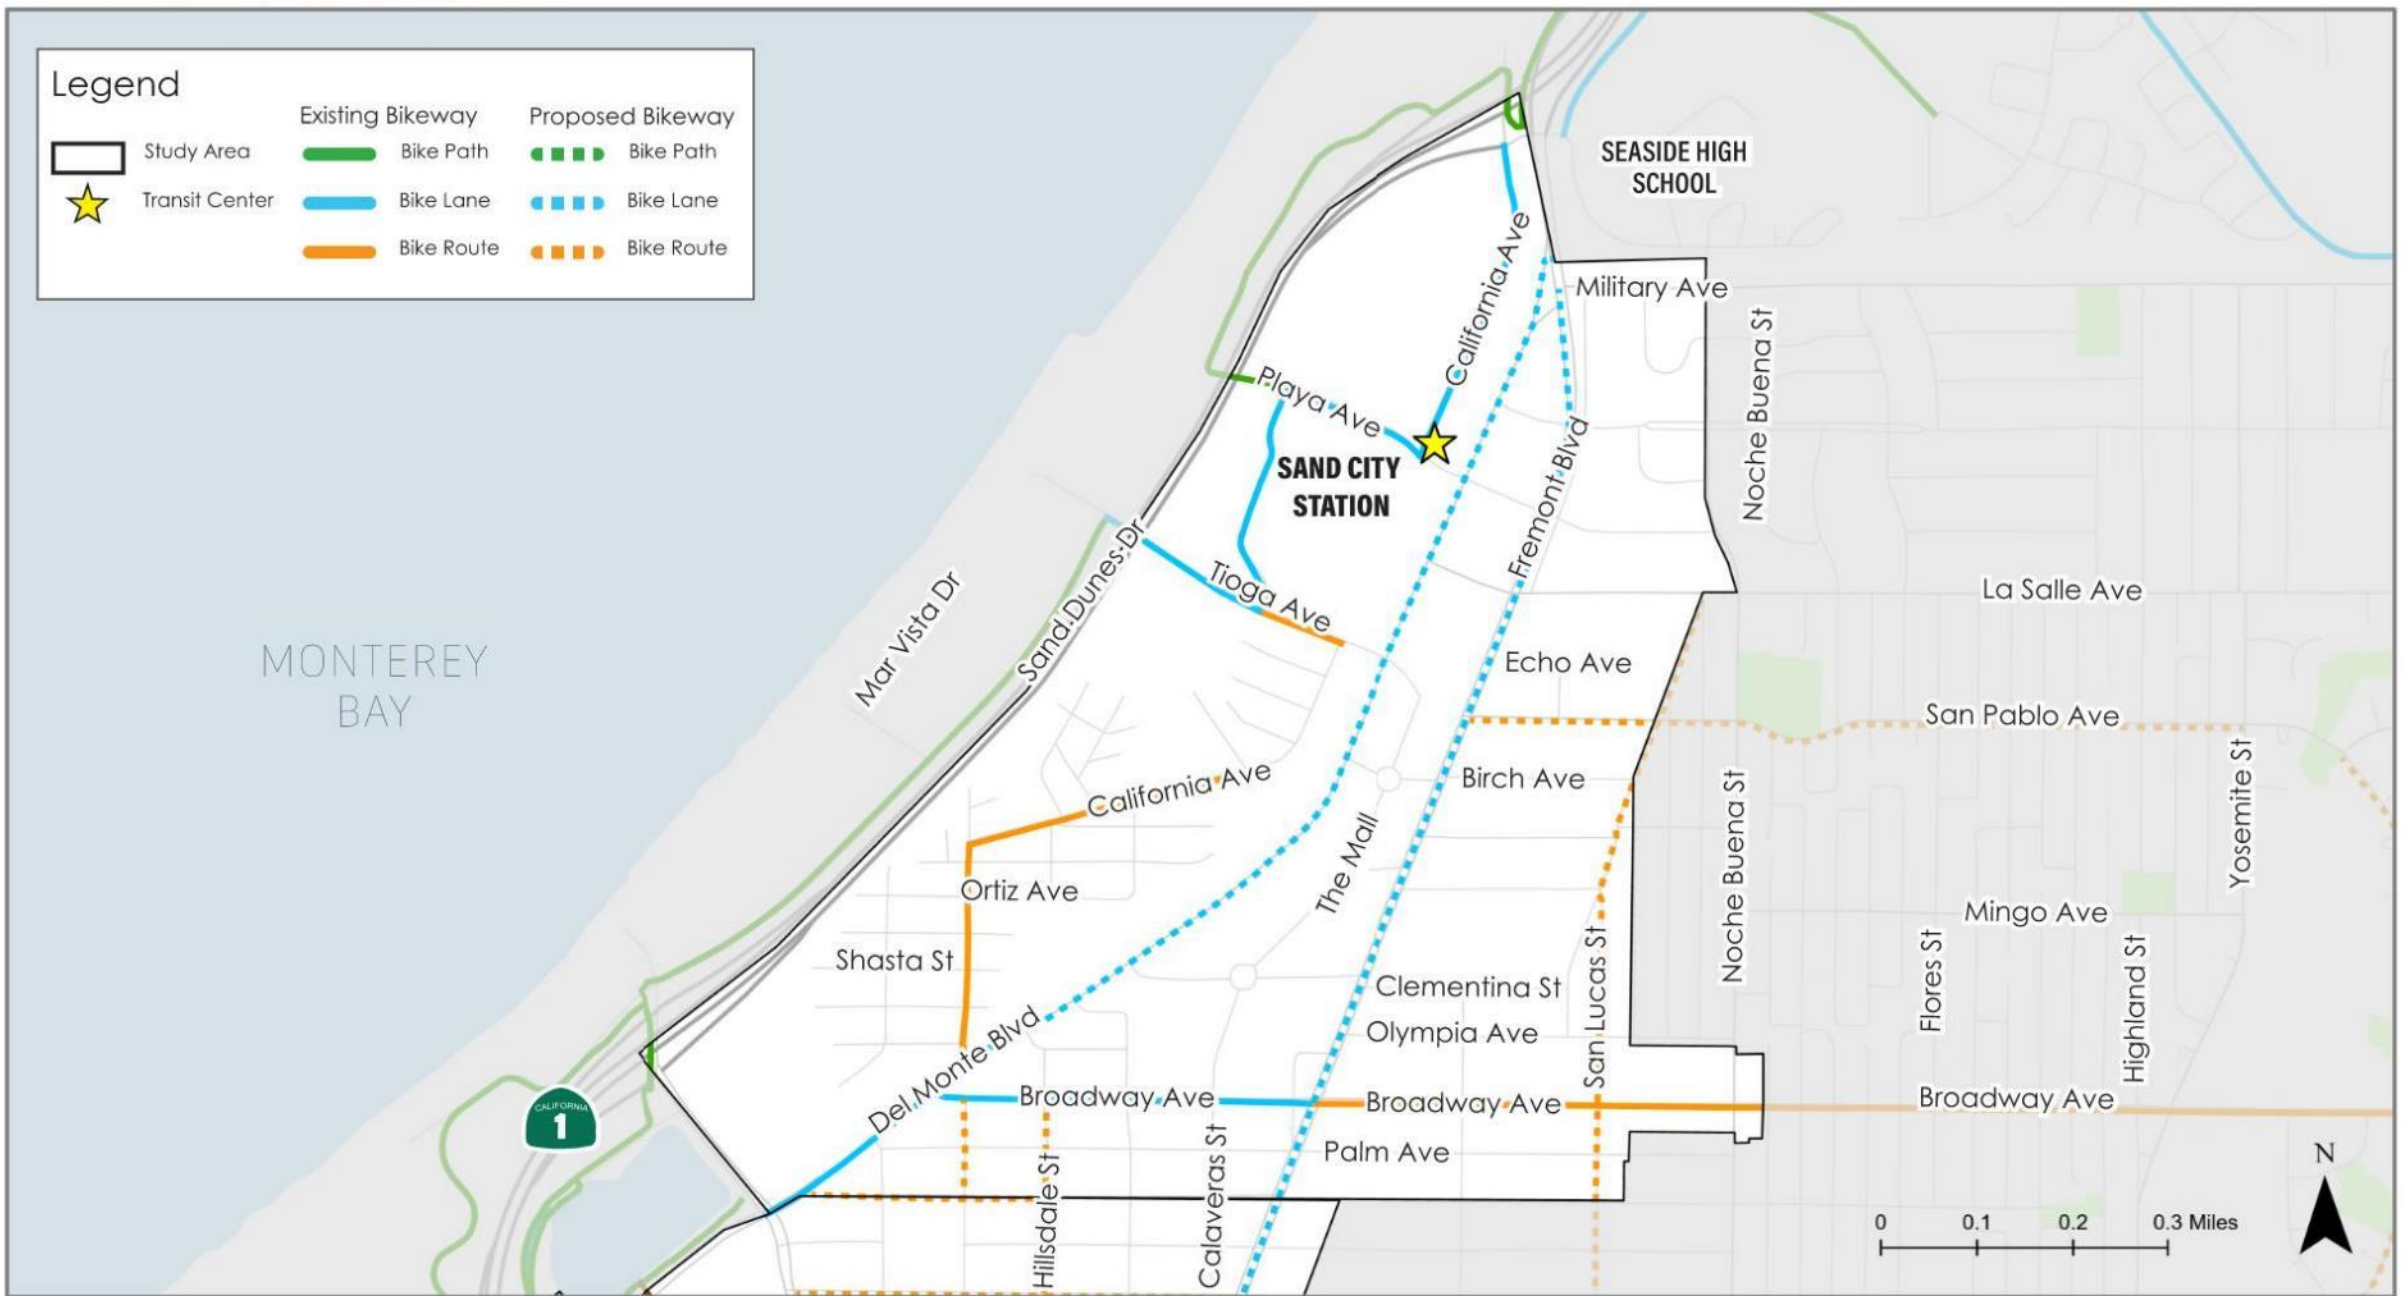 Legend
Existing Bikeway
Proposed Bikeway
Study Area
Bike Path
Bike Path
Transit Center
Bike Lane
Bike Lane
Bike Route
Bike Route
SEASIDE HIGH
SCHOOL
California Ave
Military Ave
Noche Buena St
Playa Ave
SAND CITY
STATION
Fremont Blvd
Tioga Ave
Sand Dunes Dr
Mar Vista Dr
La Salle Ave
MONTEREY
BAY
Echo Ave
San Pablo Ave
California Ave
Birch Ave
Noche Buena St
Yosemite St
The Mall
Ortiz Ave
Mingo Ave
Shasta St
Clementina St
San Lucas St
Flores St
Highland St
Olympia Ave
Del Monte Blvd
CALIFORNIA
1
Broadway Ave
Broadway Ave
Broadway Ave
Palm Ave
Hillsdale St
Calaveras St
N
0 0.1 0.2 0.3 Miles